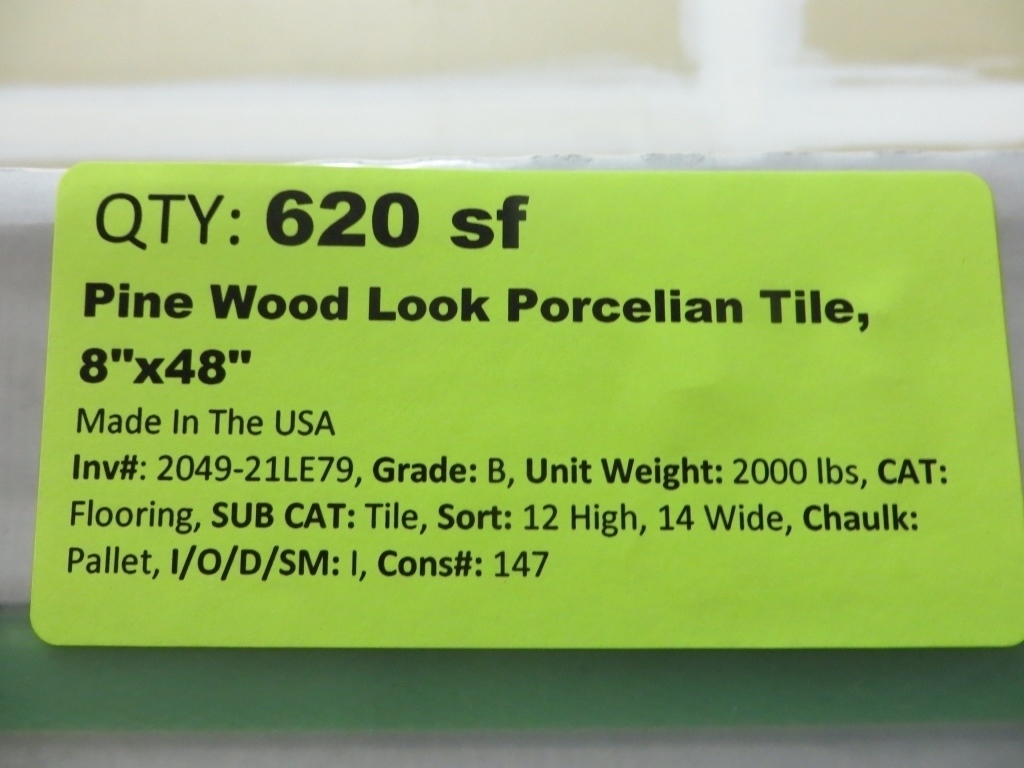 QTY: 620 sf
Pine Wood Look Porcelian Tile,
8"x48"
Made In The USA
Inv#: 2049-21LE79, Grade: B, Unit Weight: 2000 lbs, CAT:
Flooring, SUB CAT: Tile, Sort: 12 High, 14 Wide, Chaulk:
Pallet, I/O/D/SM: I, Cons#: 147